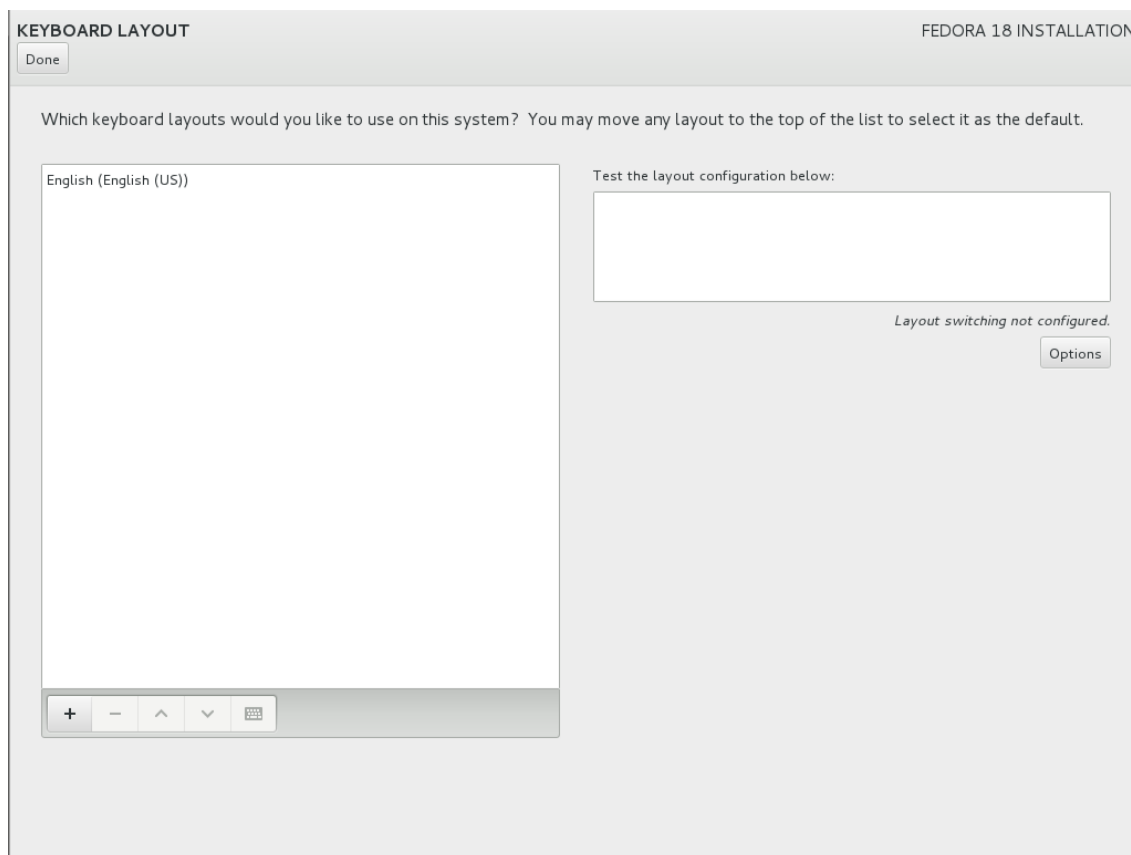 KEYBOARD LAYOUT
FEDORA 18 INSTALLATION
Done
Which keyboard layouts would you like to use on this system?  You may move any layout to the top of the list to select it as the default.
English (English (US))
Test the layout configuration below:
Layout switching not configured.
Options